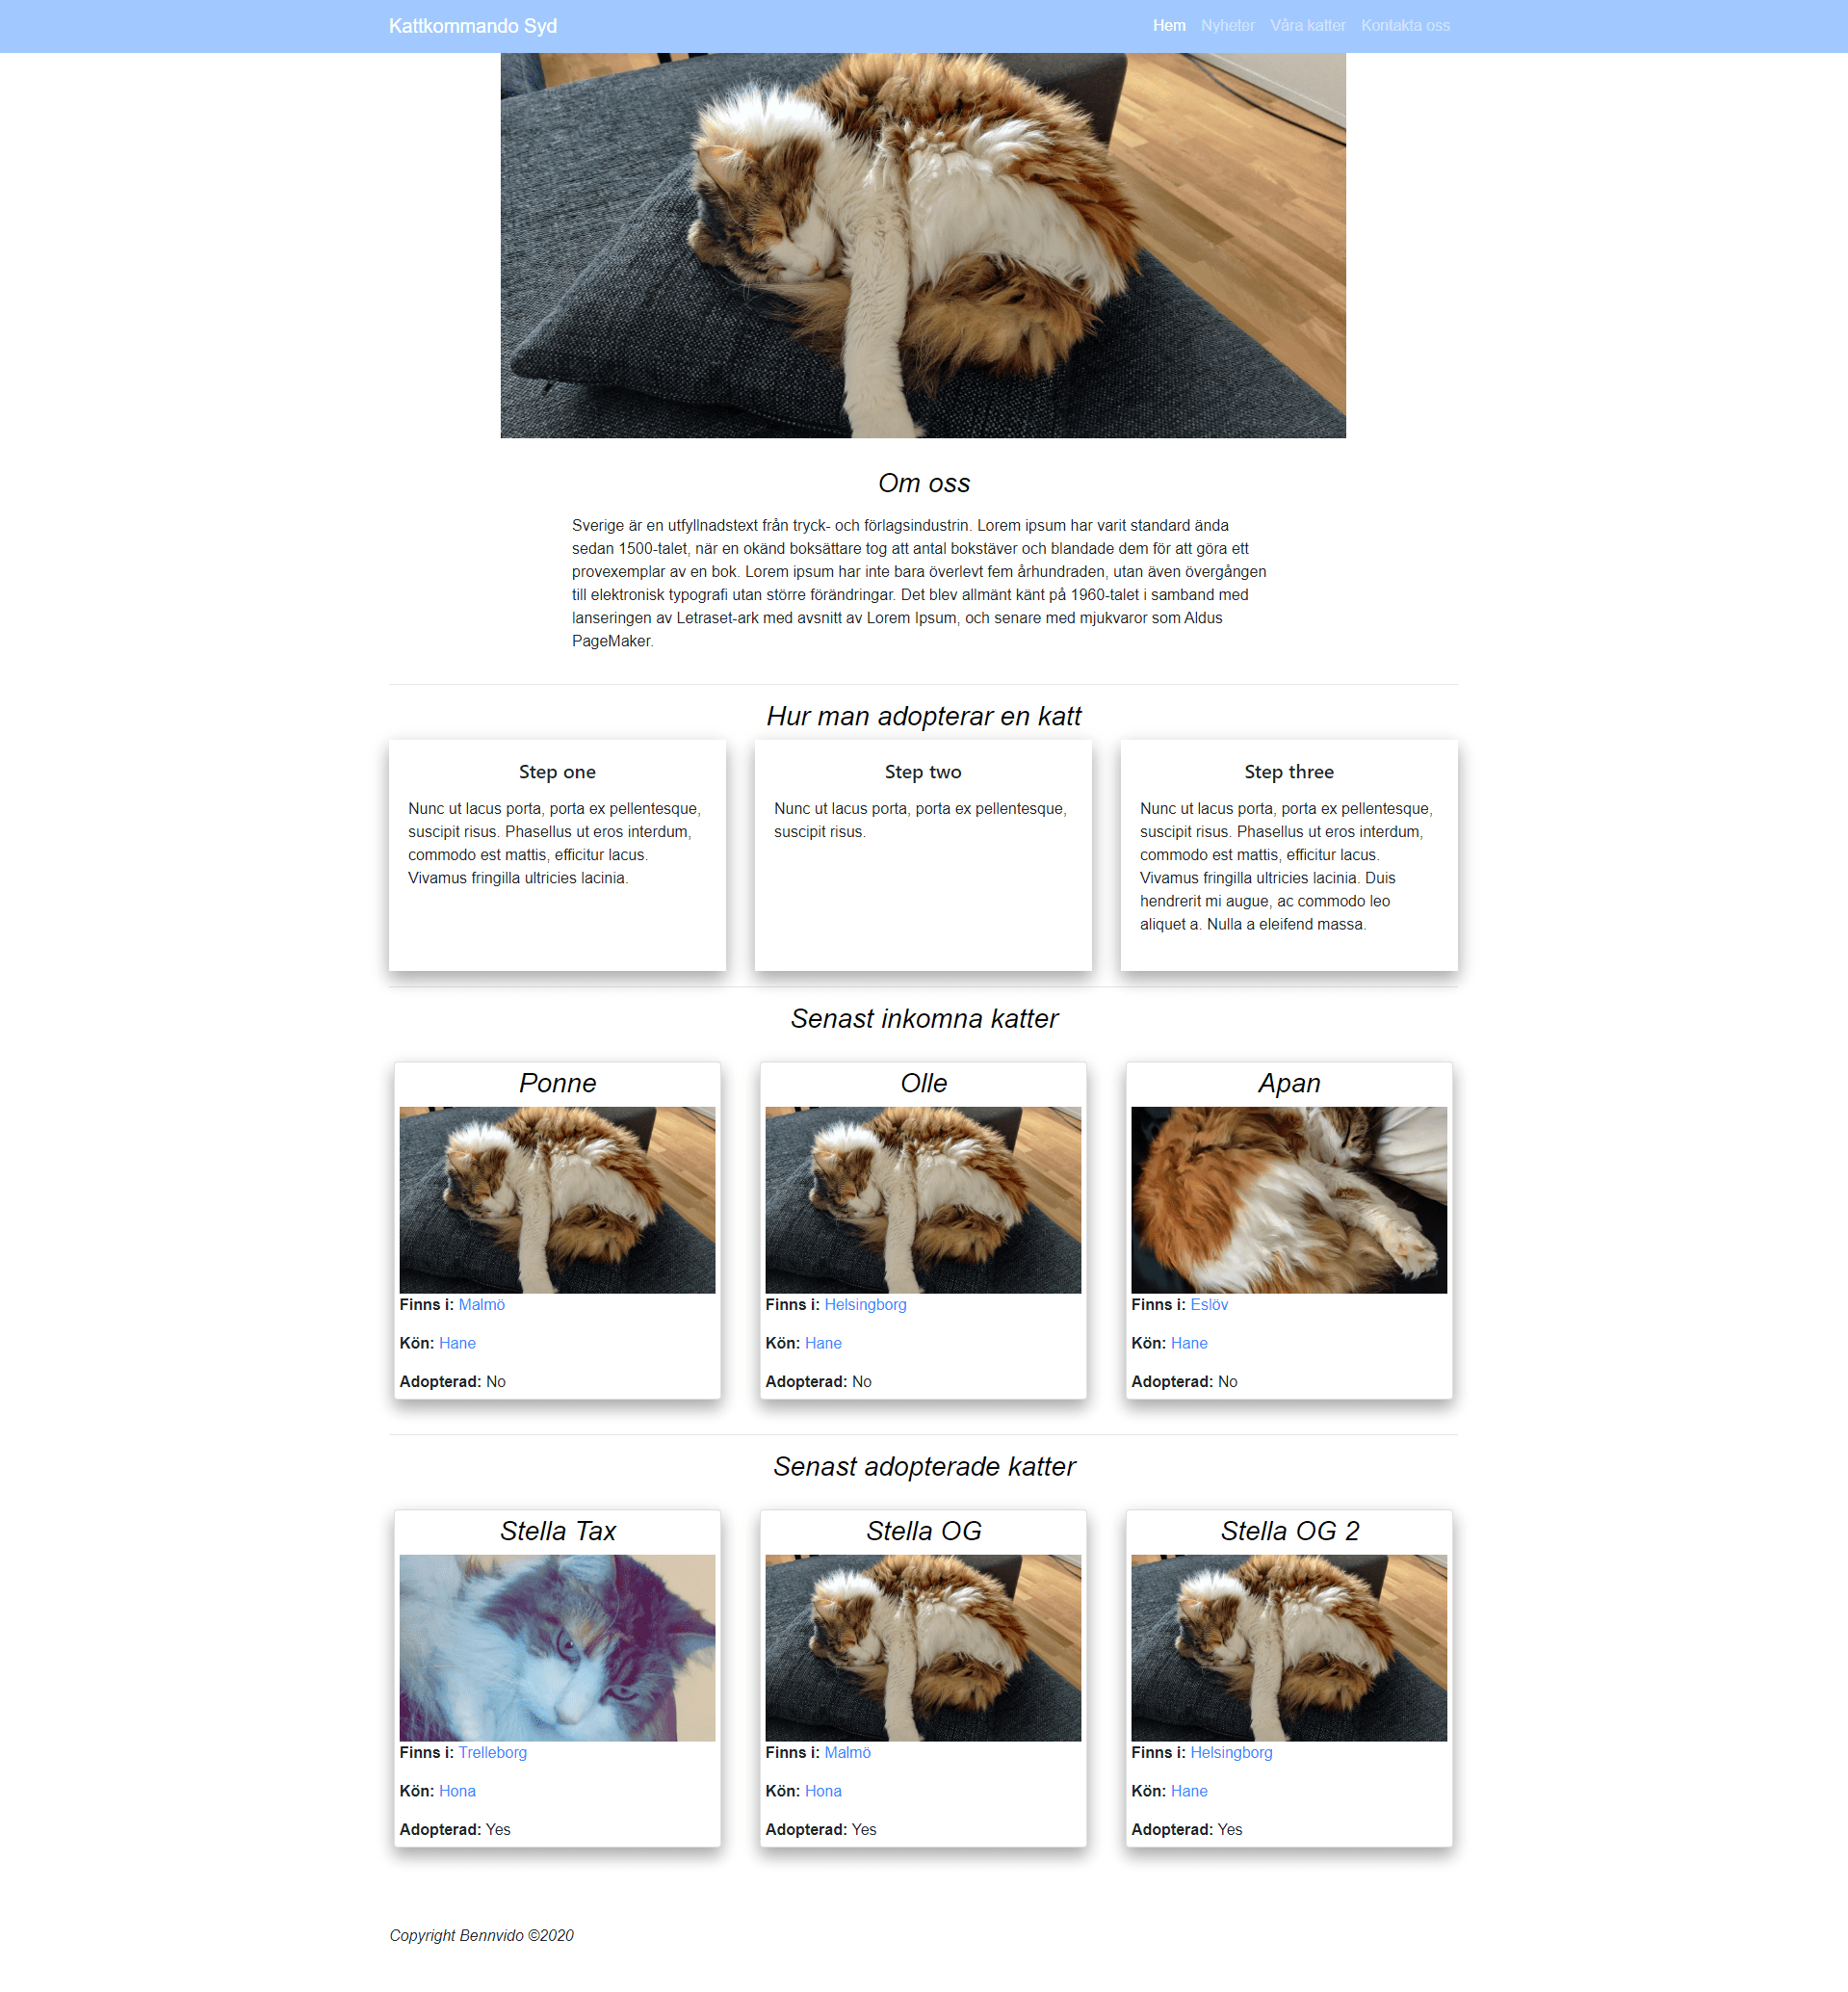 Kattkommando Syd
Hem Nyheter Våra katter Kontakta oss
Om oss
Sverige är en utfyllnadstext från tryck- och förlagsindustrin. Lorem ipsum har varit standard ända
sedan 1500-talet, när en okänd boksättare tog att antal bokstäver och blandade dem för att göra ett
provexemplar av en bok. Lorem ipsum har inte bara överlevt fem århundraden, utan även övergången
till elektronisk typografi utan större förändringar. Det blev allmänt känt på 1960-talet i samband med
lanseringen av Letraset-ark med avsnitt av Lorem Ipsum, och senare med mjukvaror som Aldus
PageMaker.
Hur man adopterar en katt
Step one
Nunc ut lacus porta, porta ex pellentesque,
suscipit risus. Phasellus ut eros interdum,
commodo est mattis, efficitur lacus.
Vivamus fringilla ultricies lacinia.
Step two
Nunc ut lacus porta, porta ex pellentesque,
suscipit risus.
Step three
Nunc ut lacus porta, porta ex pellentesque,
suscipit risus. Phasellus ut eros interdum,
commodo est mattis, efficitur lacus.
Vivamus fringilla ultricies lacinia. Duis
hendrerit mi augue, ac commodo leo
aliquet a. Nulla a eleifend massa.
Senast inkomna katter
Ponne
Finns i: Malmö
Kön: Hane
Adopterad: No
Olle
Finns i: Helsingborg
Kön: Hane
Adopterad: No
Apan
Finns i: Eslöv
Kön: Hane
Adopterad: No
Senast adopterade katter
Stella Tax
Finns i: Trelleborg
Kön: Hona
Adopterad: Yes
Stella OG
Finns i: Malmö
Kön: Hona
Adopterad: Yes
Stella OG 2
Finns i: Helsingborg
Kön: Hane
Adopterad: Yes
Copyright Bennvido ©2020